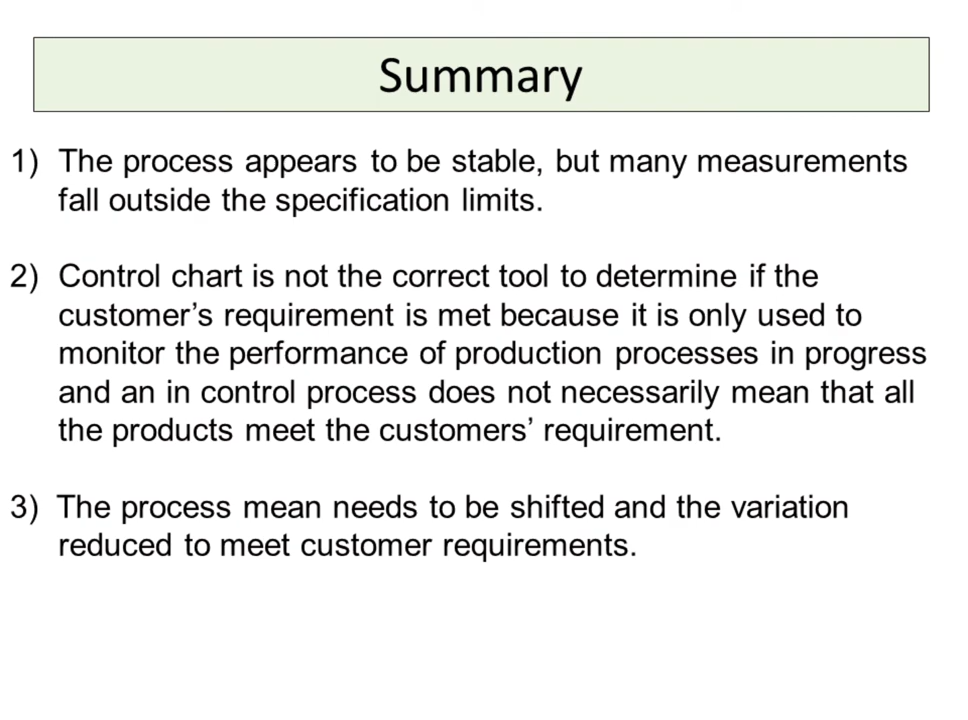 Summary
1) The process appears to be stable, but many measurements
fall outside the specification limits.
2) Control chart is not the correct tool to determine if the
customer’s requirement is met because it is only used to
monitor the performance of production processes in progress
and an in control process does not necessarily mean that all
the products meet the customers’ requirement.
3) The process mean needs to be shifted and the variation
reduced to meet customer requirements.